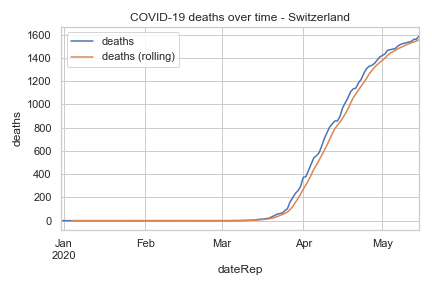 COVID-19 deaths over time - Switzerland
deaths
deaths (rolling)
1600
1400
1200
1000
800
600
400
200
0
deaths
Jan Feb Mar Apr May
2020
dateRep